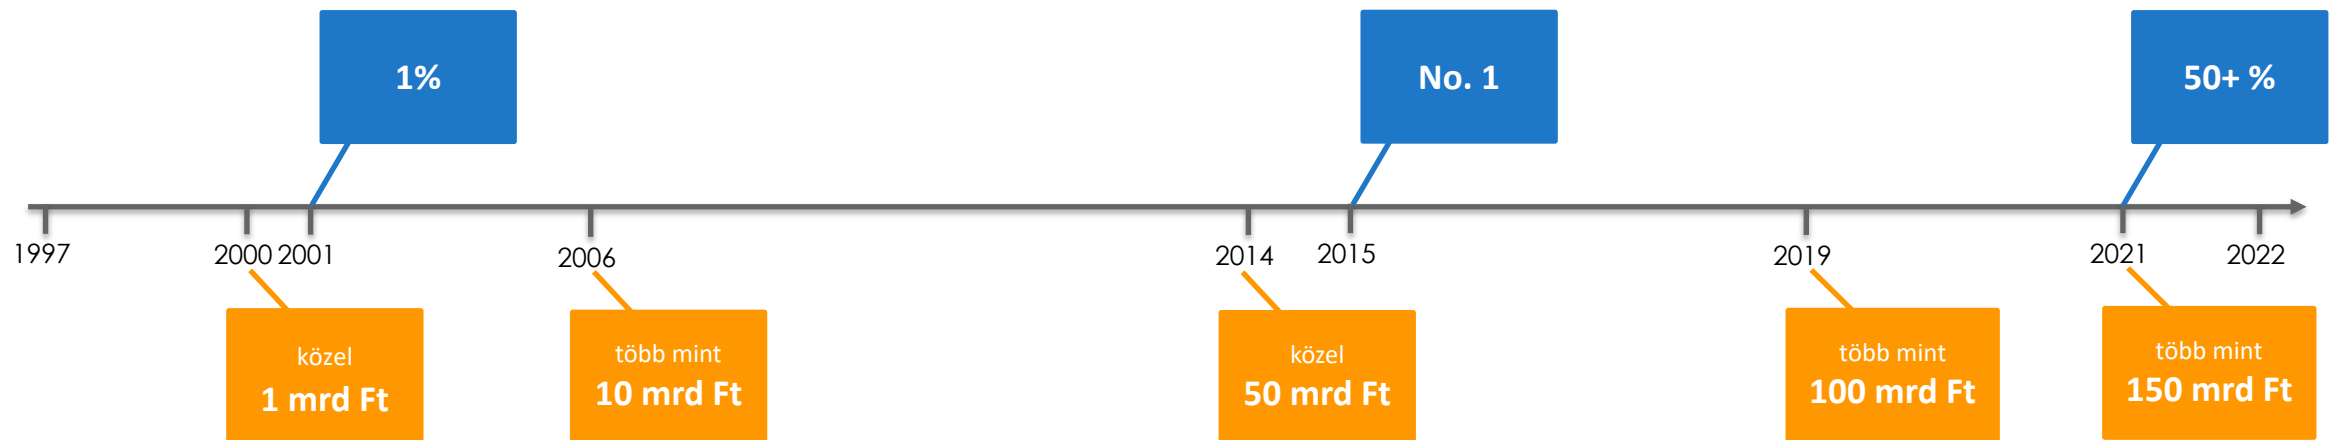 1%
No. 1
50+ %
1997
2000
2001
2006
2014
2015
2019
2021
2022
közel
1 mrd Ft
több mint
10 mrd Ft
közel
50 mrd Ft
több mint
100 mrd Ft
több mint
150 mrd Ft